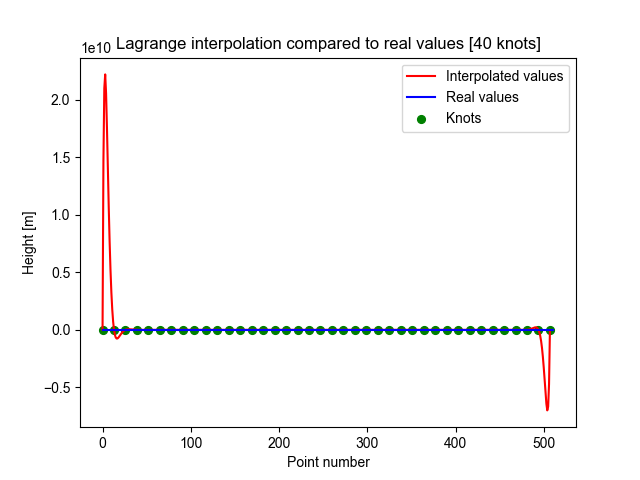 Lagrange interpolation compared to real values [40 knots]
1e10
Interpolated values
Real values
Knots
2.0
1.5
1.0
0.5
0.0
−0.5
Height [m]
0 100 200 300 400 500
Point number